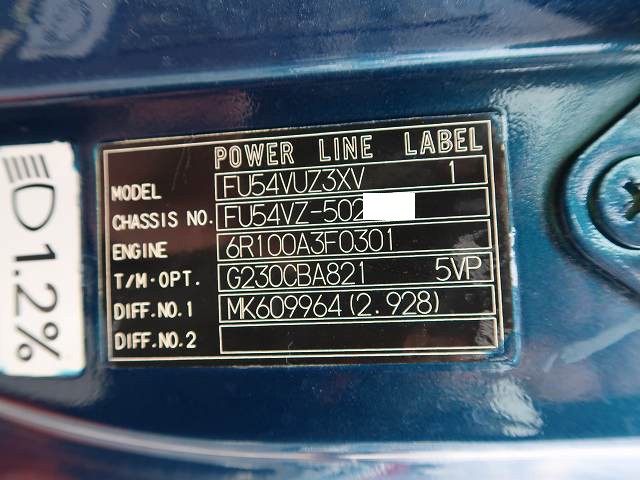 POWER LINE LABEL
MODEL FU54VUZ3XV 1
CHASSIS NO. FU54VZ-502
ENGINE 6R100A3F0301
T/M·OPT. G230CBA821 5VP
DIFF.NO.1 MK609964(2.928)
DIFF.NO.2
1.2%